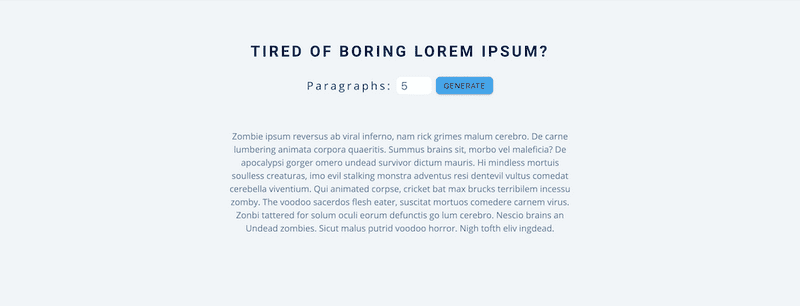 TIRED OF BORING LOREM IPSUM?
Paragraphs: 5 GENERATE
Zombie ipsum reversus ab viral inferno, nam rick grimes malum cerebro. De carne
lumbering animata corpora quaeritis. Summus brains sit, morbo vel maleficia? De
apocalypsi gorger omero undead survivor dictum mauris. Hi mindless mortuis
soulless creaturas, imo evil stalking monstra adventus resi dentevil vultus comedat
cerebella viventium. Qui animated corpse, cricket bat max brucks terribilem incessu
zomby. The voodoo sacerdos flesh eater, suscitat mortuos comedere carnem virus.
Zonbi tattered for solum oculi eorum defunctis go lum cerebro. Nescio brains an
Undead zombies. Sicut malus putrid voodoo horror. Nigh tofth eliv ingdead.